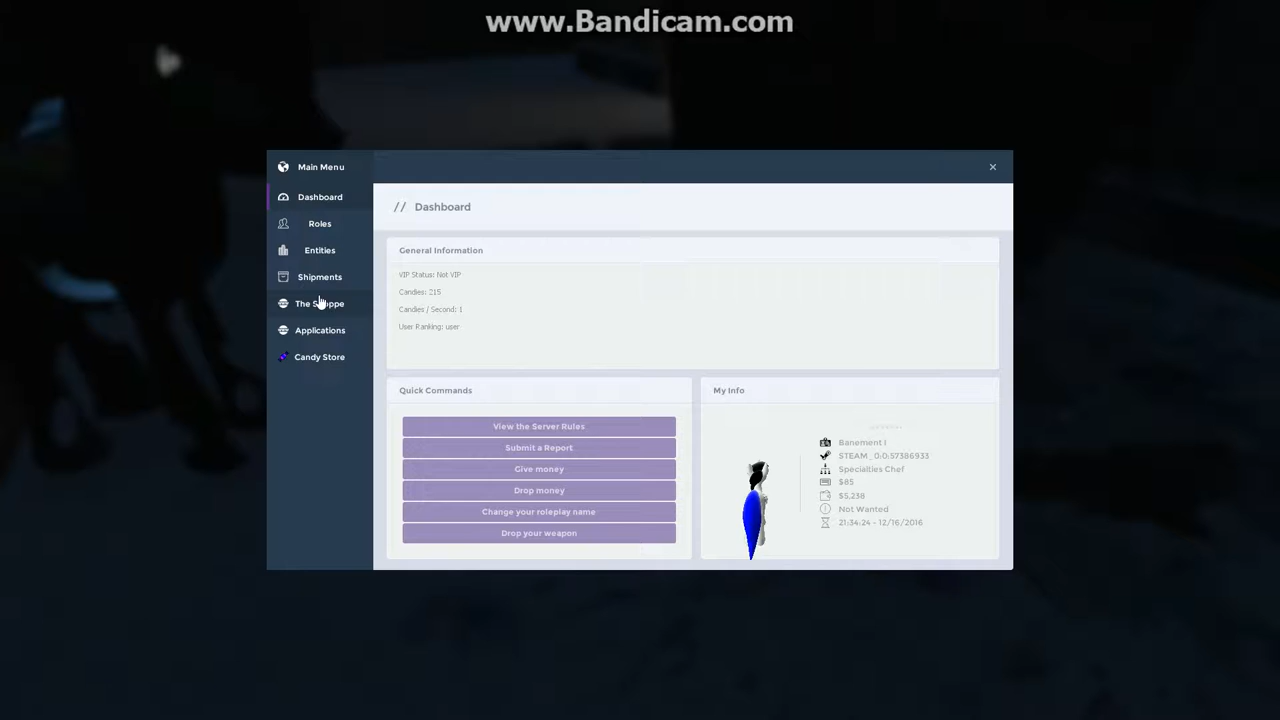 www.Bandicam.com
Main Menu
Dashboard
Roles
Entities
Shipments
The
Applications
Candy Store
// Dashboard
General Information
VIP Status: Not VIP
Candies: 215
Candies / Second: 1
User Ranking: user
Quick Commands
View the Server Rules
Submit a Report
Give money
Drop money
Change your roleplay name
Drop your weapon
My Info
Banement I
STEAM_0:0:57386933
Specialties Chef
$85
$5,238
Not Wanted
21:34:24 - 12/16/2016